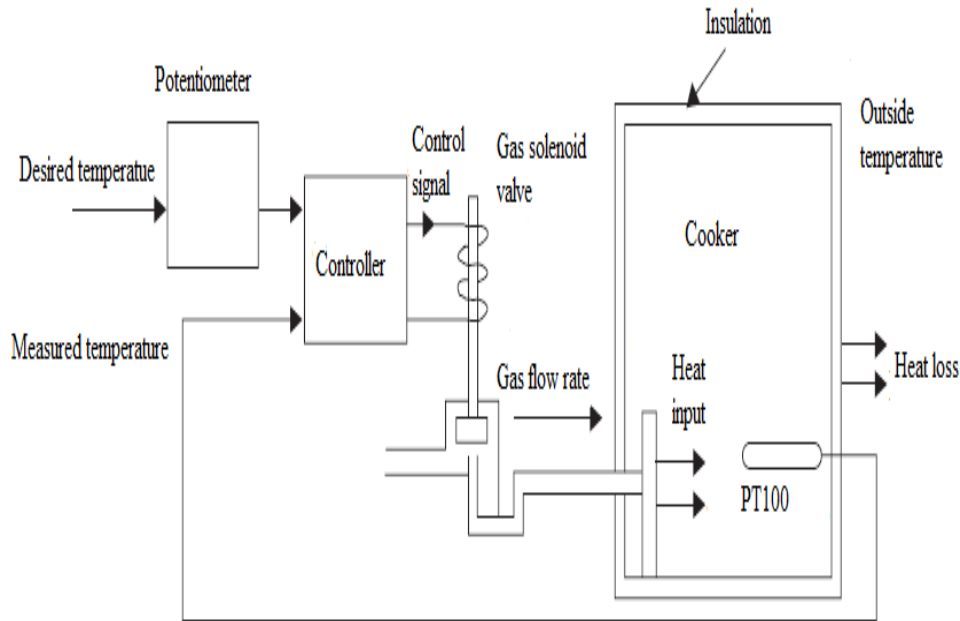 Insulation
Potentiometer
Outside
temperature
Control
signal
Gas solenoid
valve
Desired temperatue
Cooker
Controller
Measured temperature
Gas flow rate
Heat
input
Heat loss
PT100